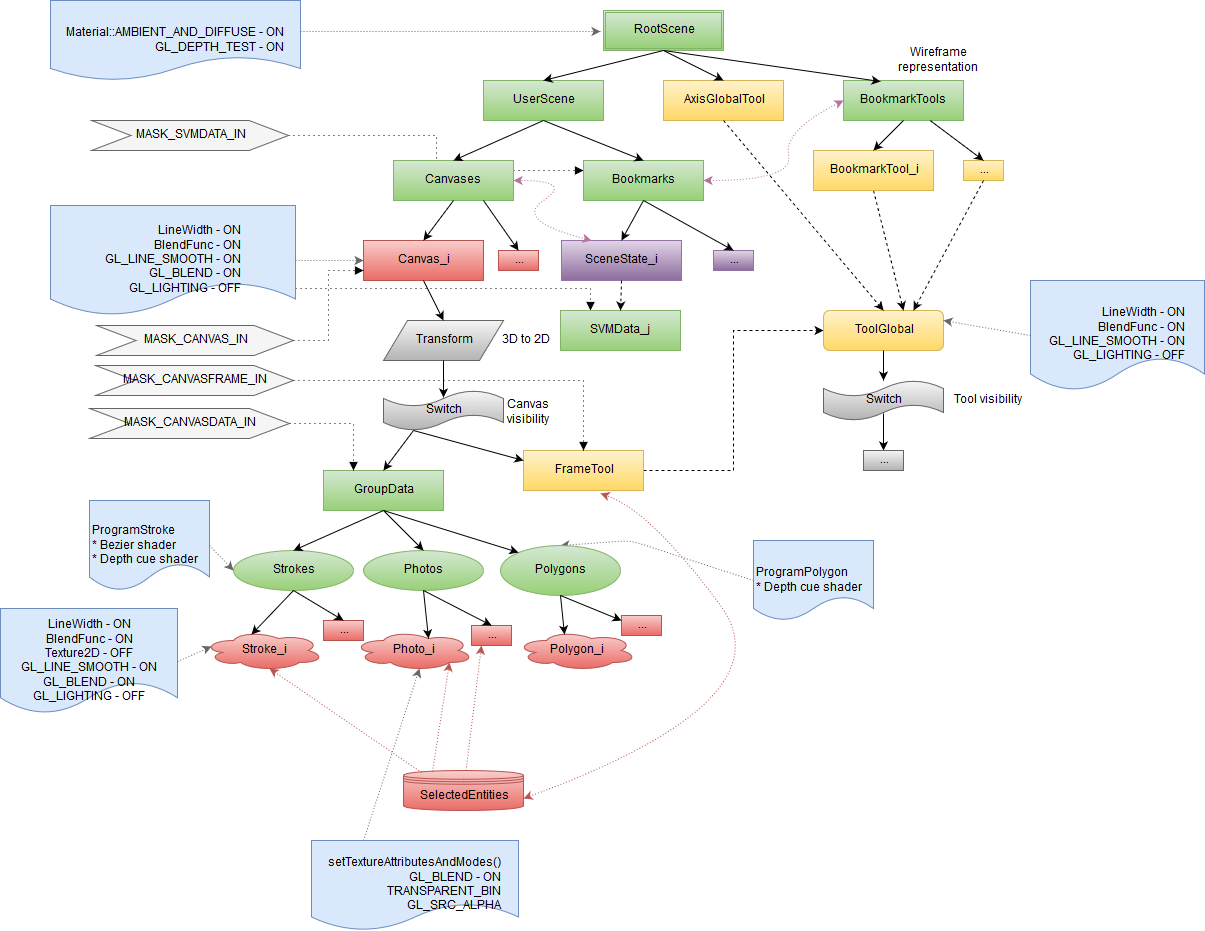 Material::AMBIENT_AND_DIFFUSE - ON
GL_DEPTH_TEST - ON
RootScene
Wireframe
representation
UserScene
AxisGlobalTool
BookmarkTools
MASK_SVMDATA_IN
Canvases
Bookmarks
BookmarkTool_i
...
LineWidth - ON
BlendFunc - ON
GL_LINE_SMOOTH - ON
GL_BLEND - ON
GL_LIGHTING - OFF
Canvas_i
...
SceneState_i
...
MASK_CANVAS_IN
Transform
3D to 2D
SVMData_j
ToolGlobal
LineWidth - ON
BlendFunc - ON
GL_LINE_SMOOTH - ON
GL_LIGHTING - OFF
MASK_CANVASFRAME_IN
MASK_CANVASDATA_IN
Switch
Canvas
visibility
Switch
Tool visibility
...
GroupData
FrameTool
ProgramStroke
* Bezier shader
* Depth cue shader
Strokes
Photos
Polygons
ProgramPolygon
* Depth cue shader
LineWidth - ON
BlendFunc - ON
Texture2D - OFF
GL_LINE_SMOOTH - ON
GL_BLEND - ON
GL_LIGHTING - OFF
Stroke_i
...
Photo_i
...
Polygon_i
...
SelectedEntities
setTextureAttributesAndModes()
GL_BLEND - ON
TRANSPARENT_BIN
GL_SRC_ALPHA